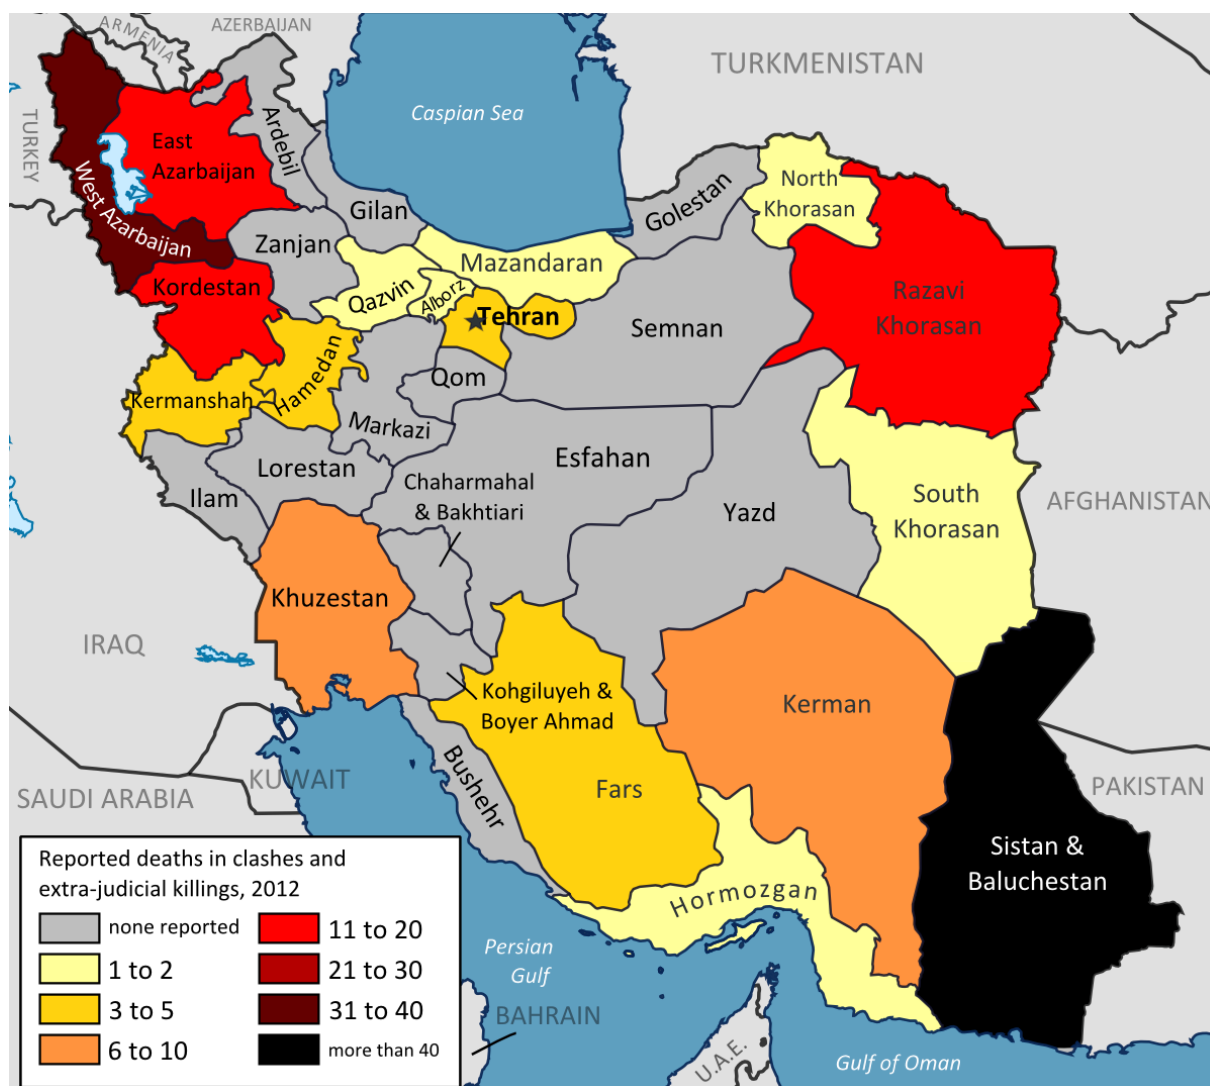 ARMENIA
AZERBAIJAN
TURKMENISTAN
TURKEY
Caspian Sea
East
Azarbaijan
Ardebil
West Azarbaijan
Gilan
Golestan
North
Khorasan
Zanjan
Mazandaran
Kordestan
Qazvin
Alborz
Tehran
Semnan
Razavi
Khorasan
Kermanshah
Hamedan
Qom
Markazi
Esfahan
Lorestan
Ilam
Chaharmahal
& Bakhtiari
Yazd
South
Khorasan
AFGHANISTAN
Khuzestan
IRAQ
Kohgiluyeh &
Boyer Ahmad
Kerman
Bushehr
Fars
KUWAIT
SAUDI ARABIA
PAKISTAN
Sistan &
Baluchestan
Hormozgan
Persian
Gulf
BAHRAIN
U.A.E.
Gulf of Oman
Reported deaths in clashes and
extra-judicial killings, 2012
none reported
1 to 2
3 to 5
6 to 10
11 to 20
21 to 30
31 to 40
more than 40